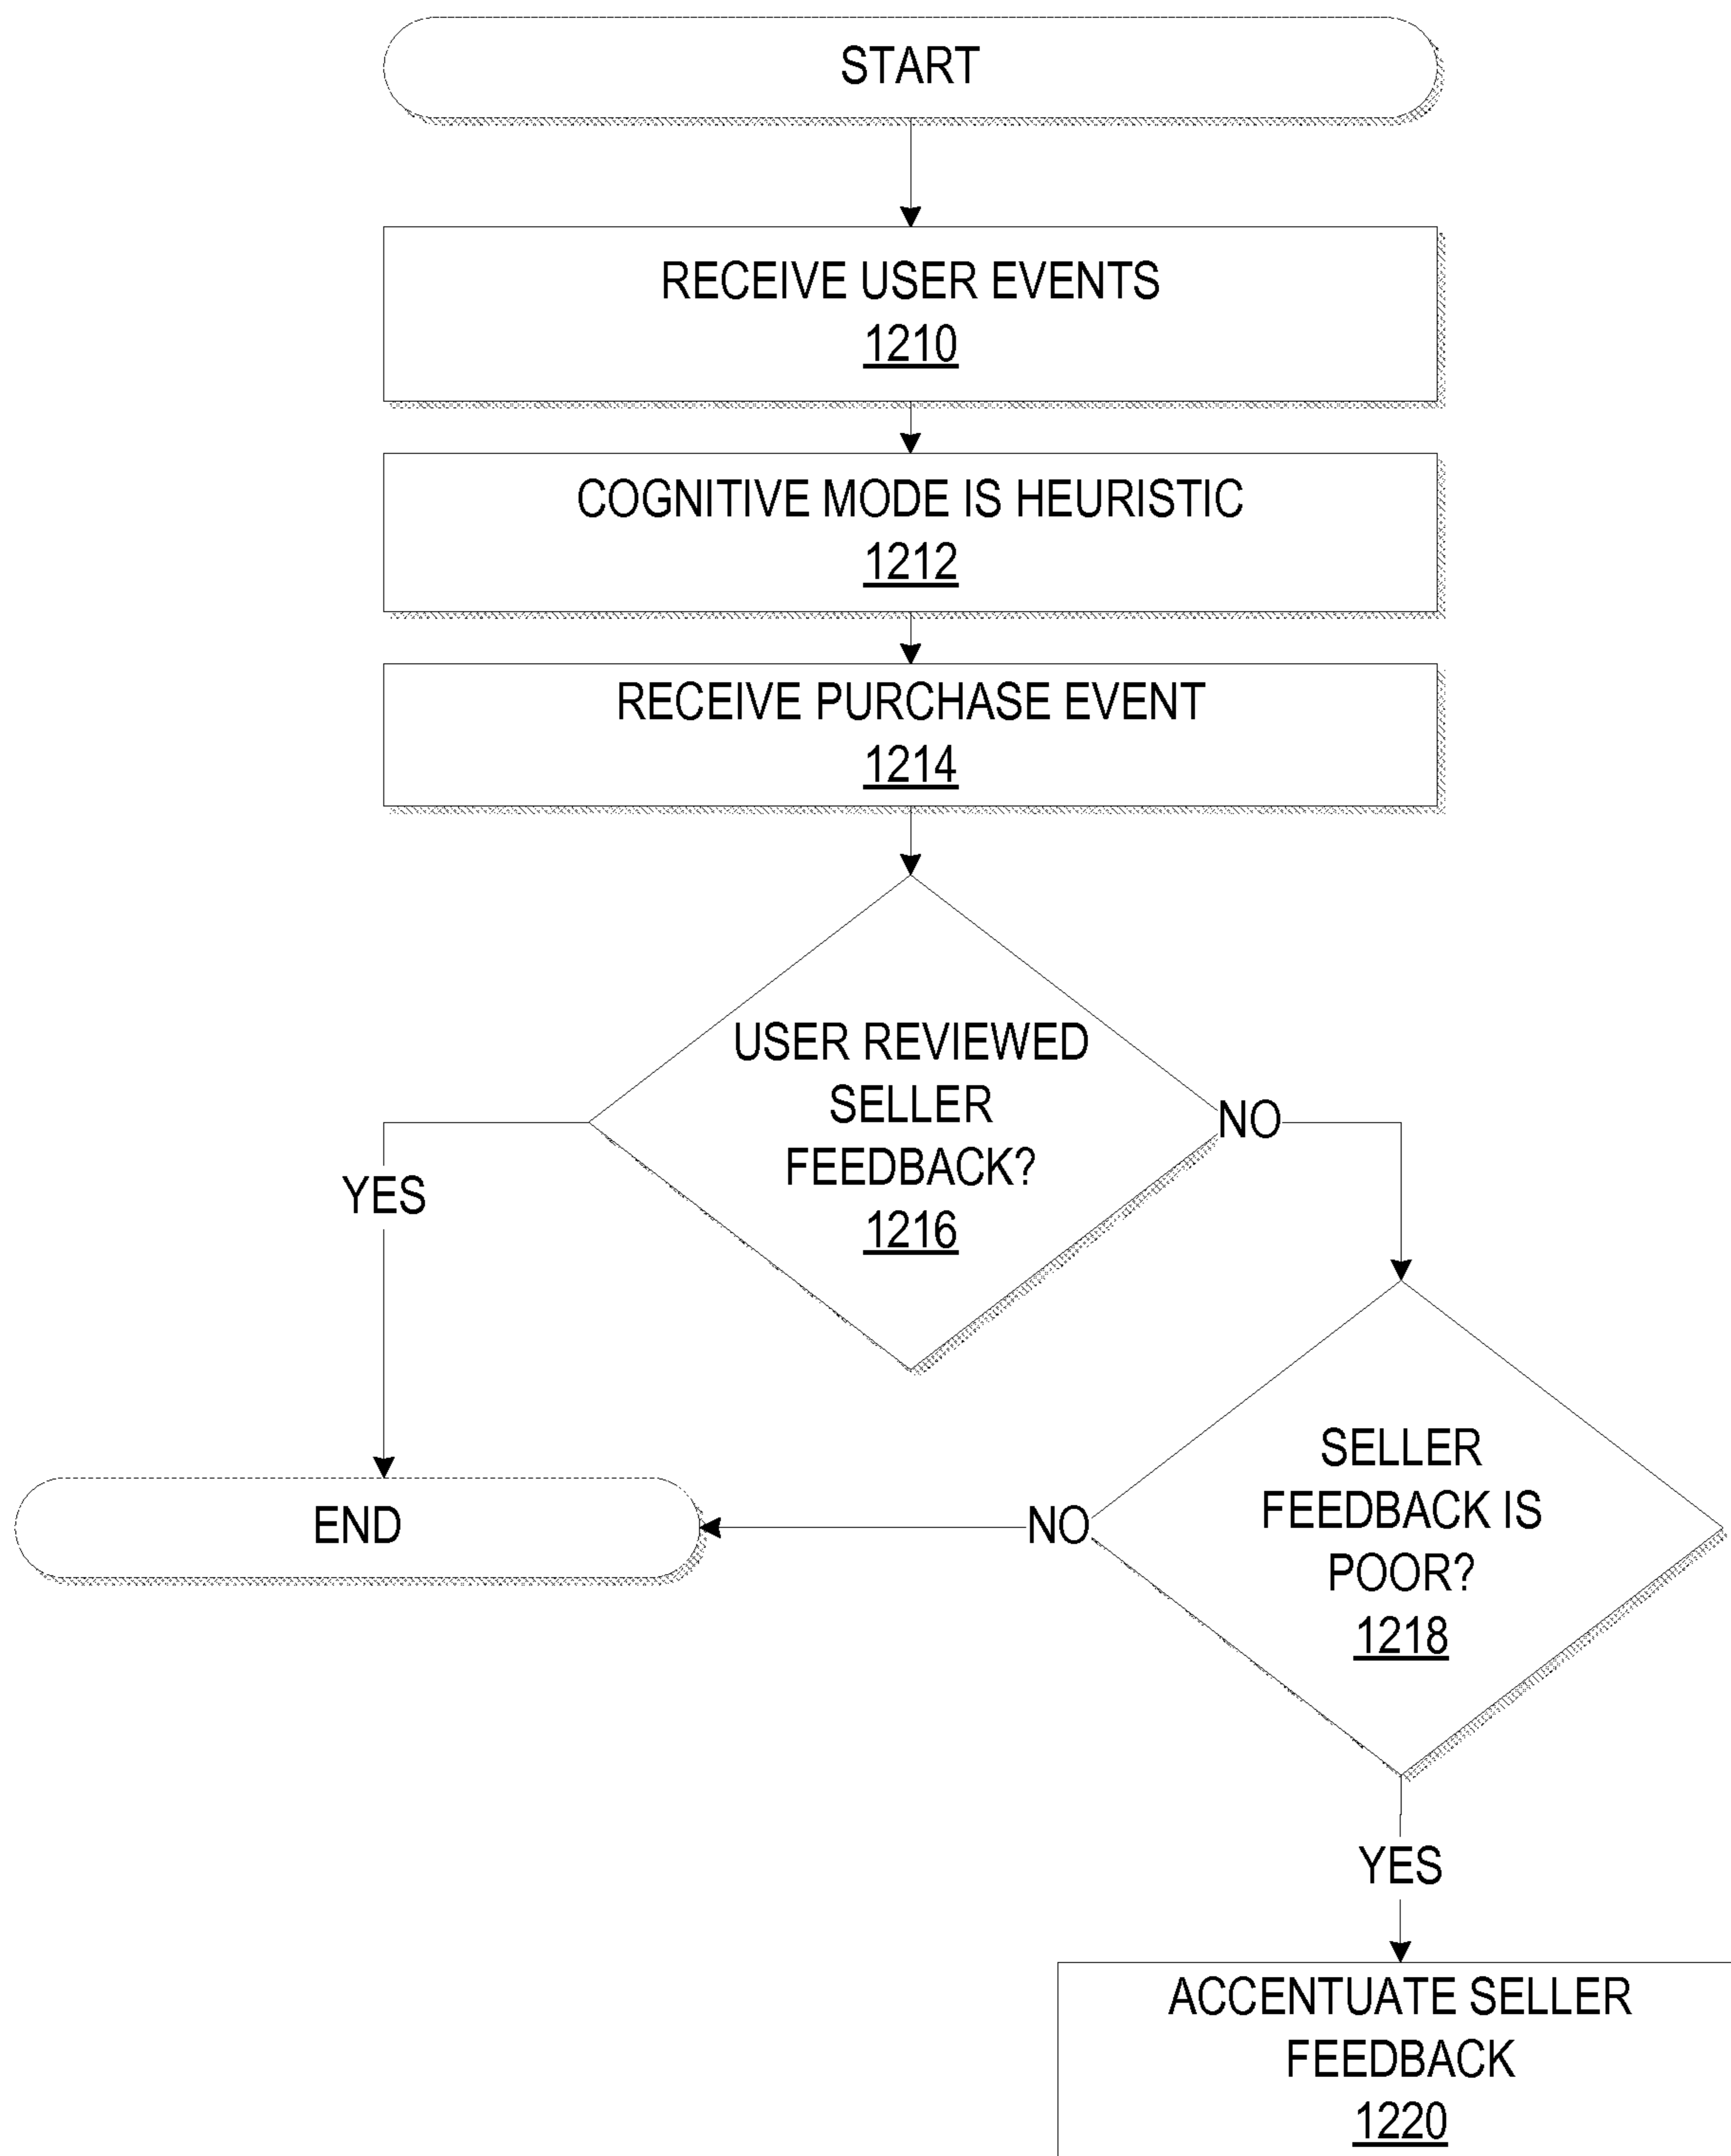 START
RECEIVE USER EVENTS
1210
COGNITIVE MODE IS HEURISTIC
1212
RECEIVE PURCHASE EVENT
1214
USER REVIEWED
SELLER
FEEDBACK?
1216
NO
YES
SELLER
FEEDBACK IS
POOR?
1218
NO
END
YES
ACCENTUATE SELLER
FEEDBACK
1220